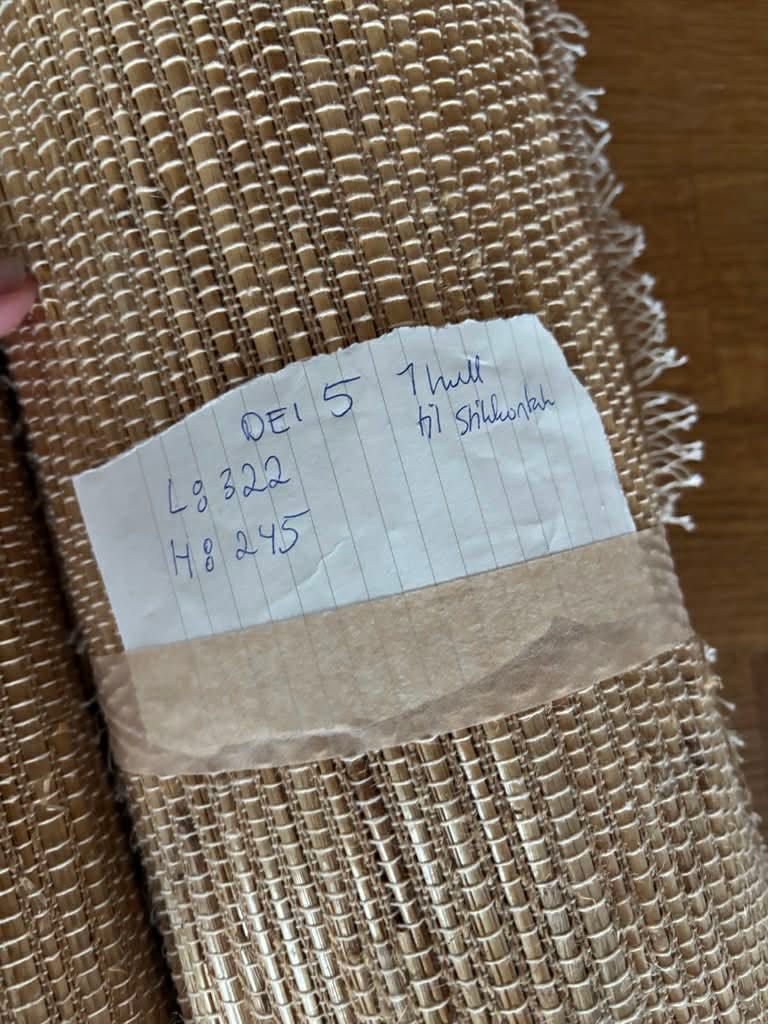 DEL 5 1 hull
til Stikkontakt
L: 322
H: 245